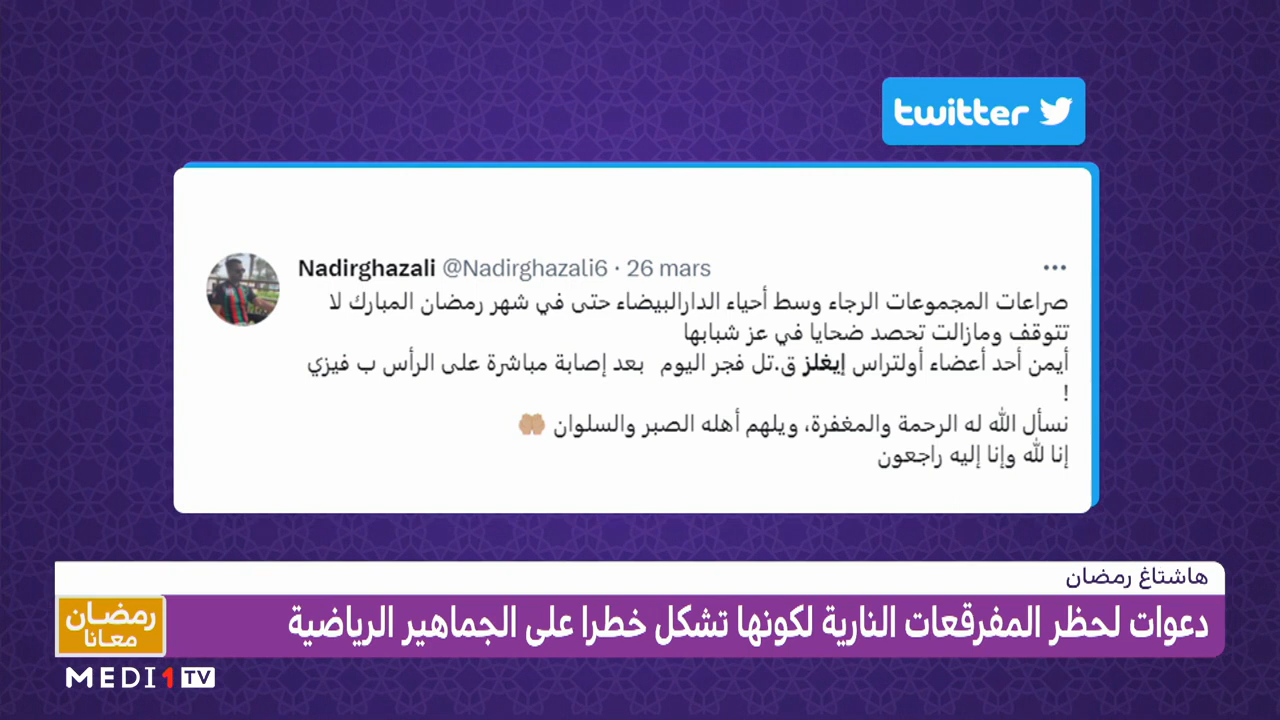 twitter
Nadirghazali @Nadirghazali6 · 26 mars
صراعات المجموعات الرجاء وسط أحياء الدارالبيضاء حتى في شهر رمضان المبارك لا
تتوقف ومازالت تحصد ضحايا في عز شبابها
أيمن أحد أعضاء أولتراس إيغلز ق.تل فجر اليوم بعد إصابة مباشرة على الرأس ب فيزي
!
نسأل الله له الرحمة والمغفرة، ويلهم أهله الصبر والسلوان 🤲🏼
إنا لله وإنا إليه راجعون
هاشتاغ رمضان
دعوات لحظر المفرقعات النارية لكونها تشكل خطرا على الجماهير الرياضية
رمضان
معانا
MEDI1TV